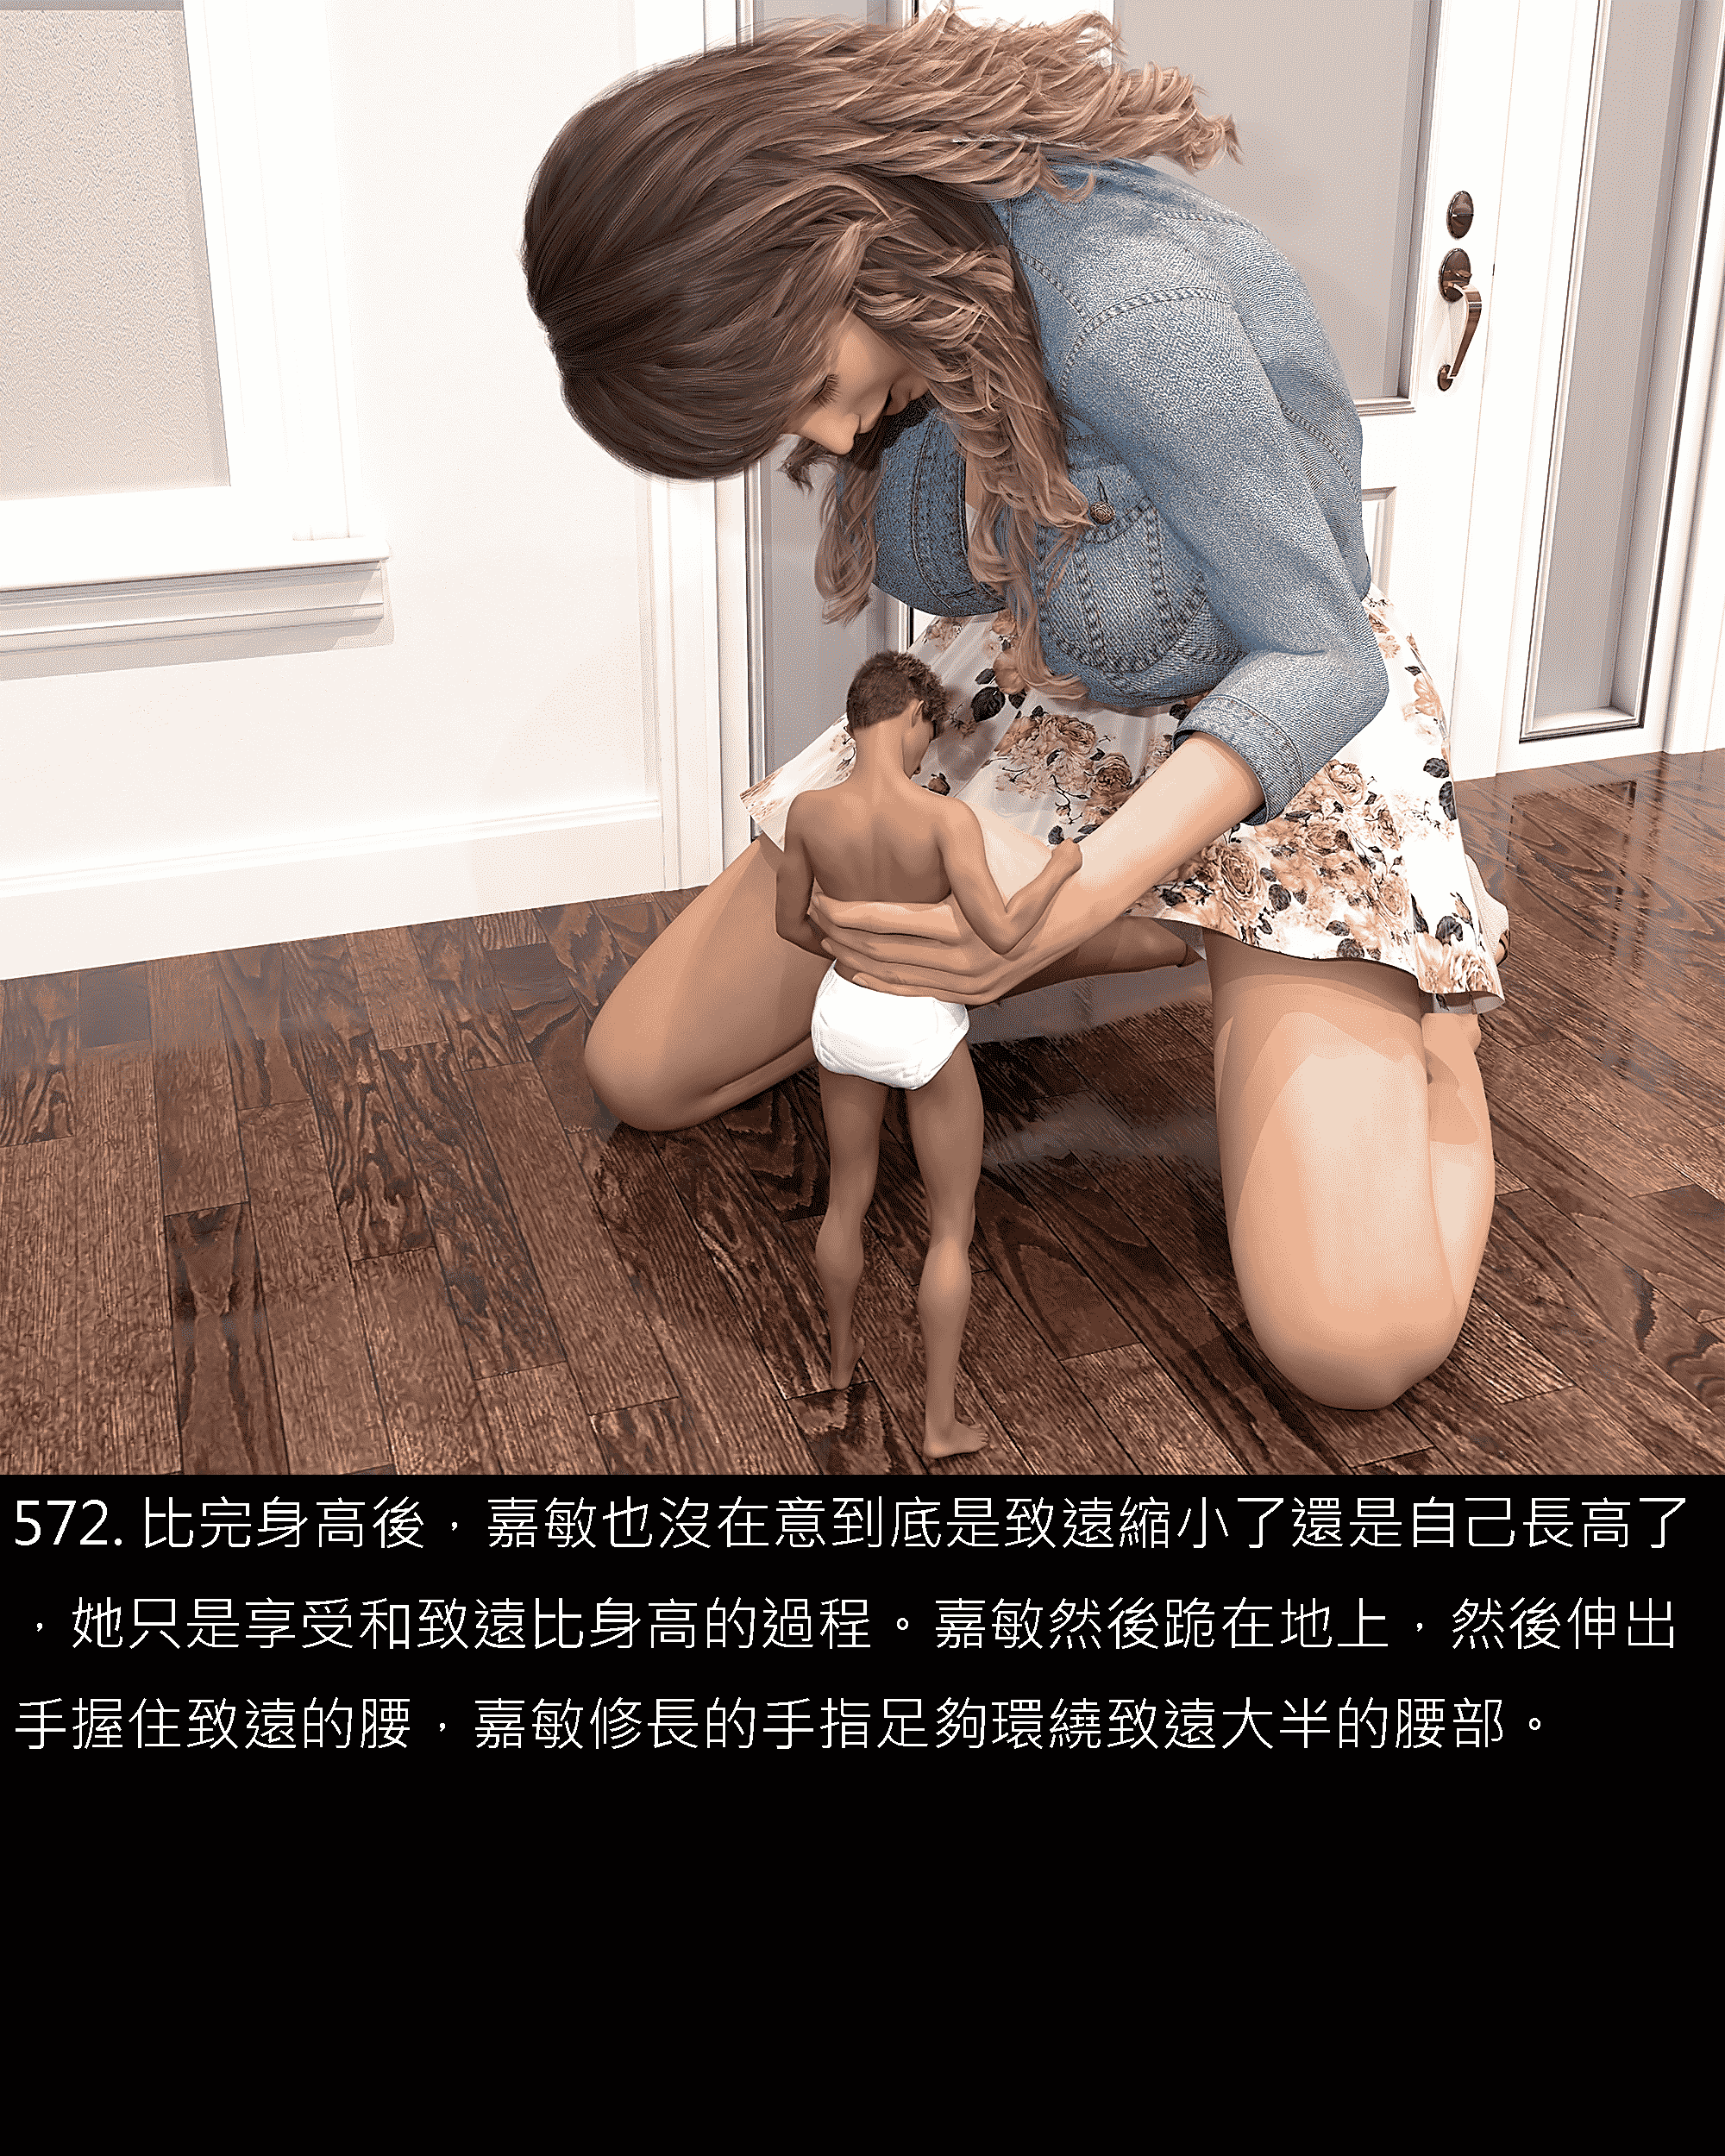 572. 比完身高後，嘉敏也沒在意到底是致遠縮小了還是自己長高了
，她只是享受和致遠比身高的過程。嘉敏然後跪在地上，然後伸出
手握住致遠的腰，嘉敏修長的手指足夠環繞致遠大半的腰部。